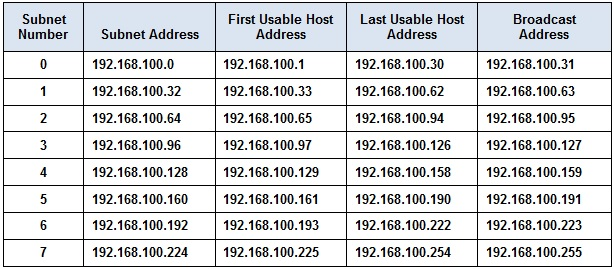 Subnet Number Subnet Address First Usable Host Address Last Usable Host Address Broadcast Address
0 192.168.100.0 192.168.100.1 192.168.100.30 192.168.100.31
1 192.168.100.32 192.168.100.33 192.168.100.62 192.168.100.63
2 192.168.100.64 192.168.100.65 192.168.100.94 192.168.100.95
3 192.168.100.96 192.168.100.97 192.168.100.126 192.168.100.127
4 192.168.100.128 192.168.100.129 192.168.100.158 192.168.100.159
5 192.168.100.160 192.168.100.161 192.168.100.190 192.168.100.191
6 192.168.100.192 192.168.100.193 192.168.100.222 192.168.100.223
7 192.168.100.224 192.168.100.225 192.168.100.254 192.168.100.255